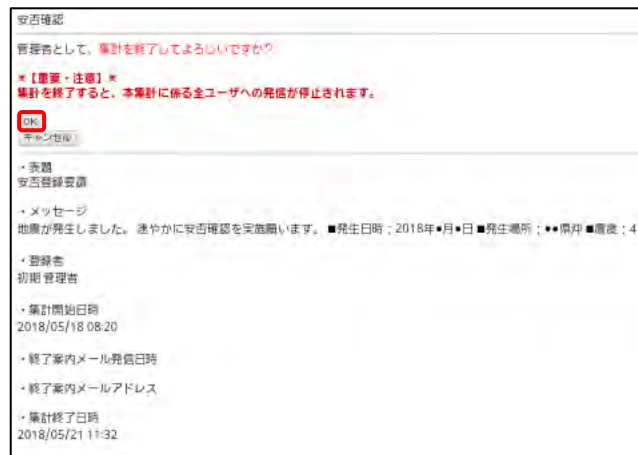 安否確認
管理者として、集計を終了してよろしいですか？
*【重要・注意】*
集計を終了すると、本集計に係る全ユーザへの発信が停止されます。
OK
キャンセル
・表題
安否登録要請
・メッセージ
地震が発生しました。 速やかに安否確認を実施願います。 ■発生日時：2018年●月●日 ■発生場所：●●県沖 ■震度：4
・登録者
初期 管理者
・集計開始日時
2018/05/18 08:20
・終了案内メール発信日時
・終了案内メールアドレス
・集計終了日時
2018/05/21 11:32